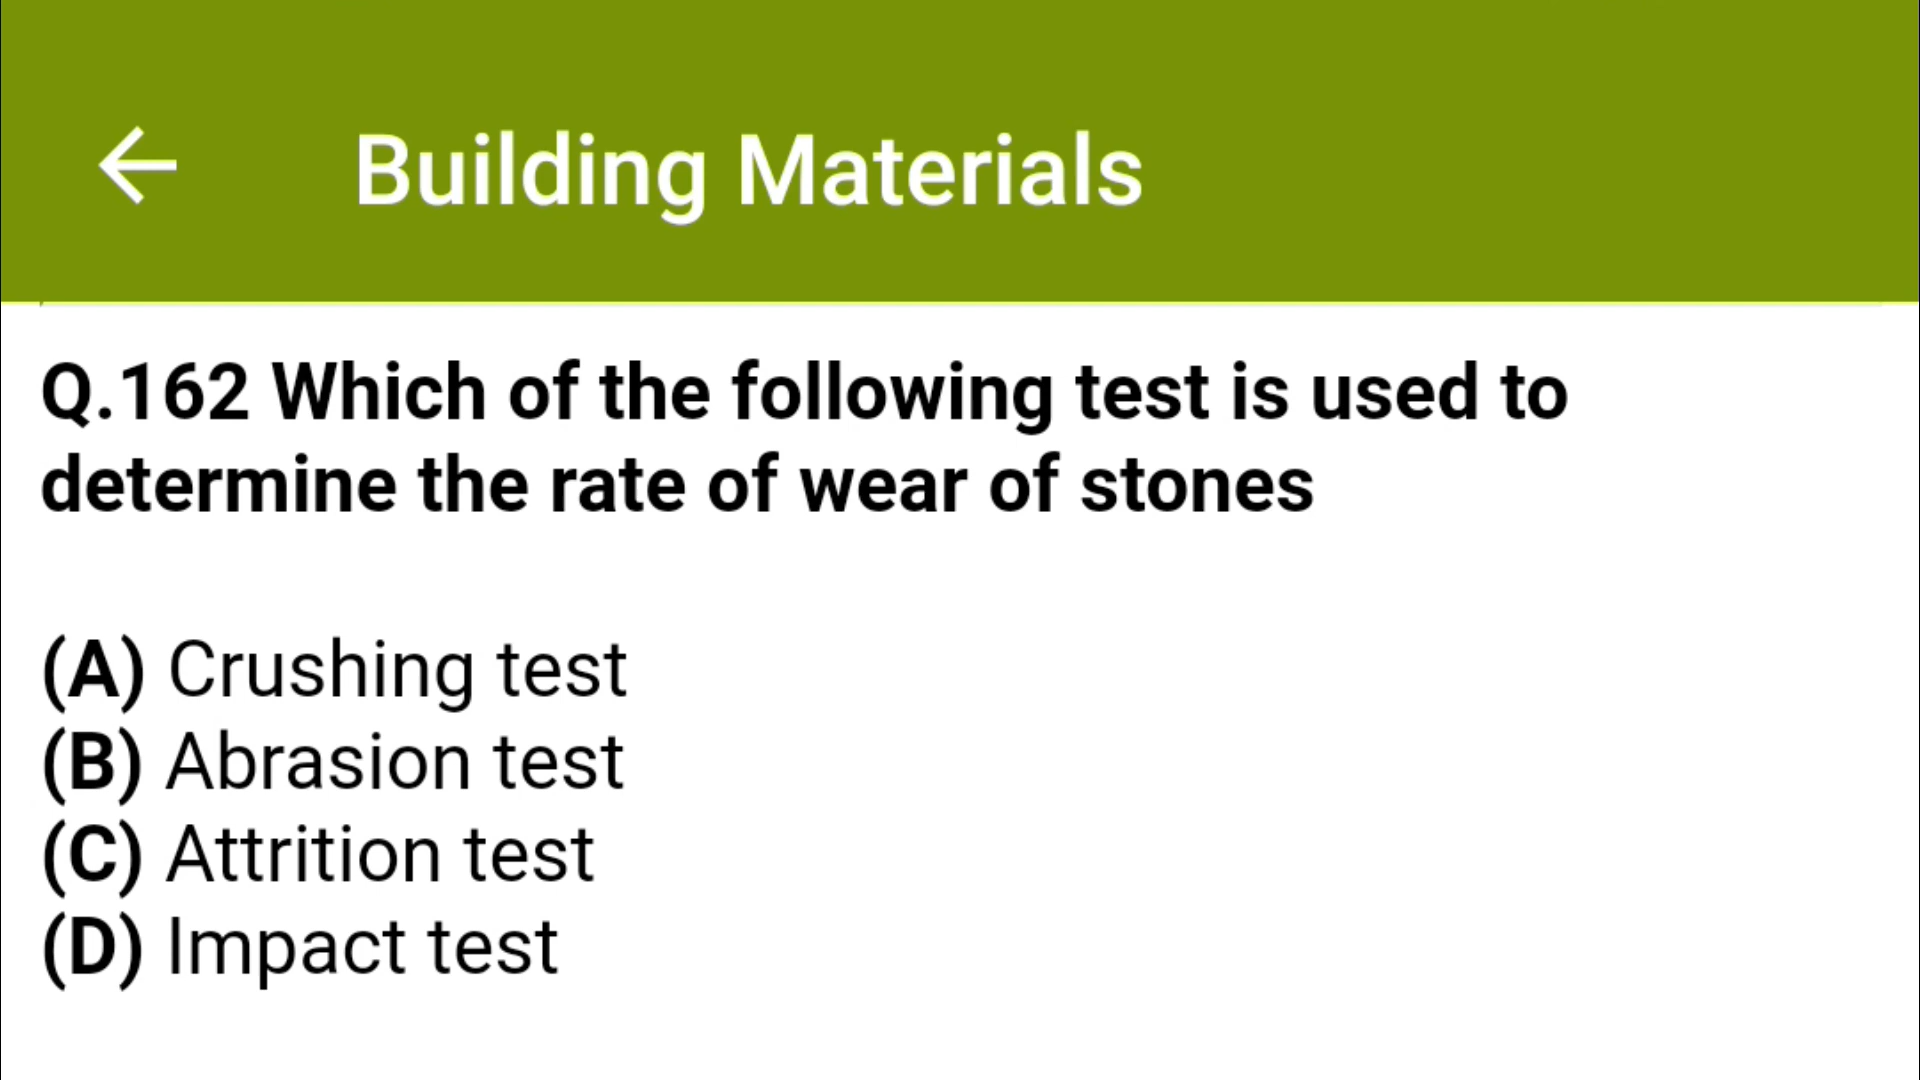 Building Materials
Q.162 Which of the following test is used to
determine the rate of wear of stones
(A) Crushing test
(B) Abrasion test
(C) Attrition test
(D) Impact test